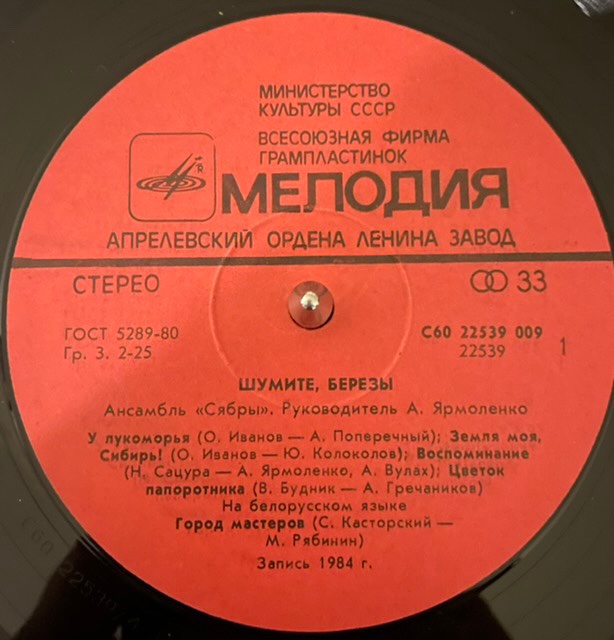 МИНИСТЕРСТВО
КУЛЬТУРЫ СССР
ВСЕСОЮЗНАЯ ФИРМА
ГРАМПЛАСТИНОК
R
МЕЛОДИЯ
АПРЕЛЕВСКИЙ ОРДЕНА ЛЕНИНА ЗАВОД
СТЕРЕО
33
ГОСТ 5289-80
Гр. 3. 2-25
С60 22539 009
22539
1
ШУМИТЕ, БЕРЕЗЫ
Ансамбль «Сябры». Руководитель А. Ярмоленко
У лукоморья (О. Иванов — А. Поперечный); Земля моя,
Сибирь! (О. Иванов — Ю. Колоколов); Воспоминание
(Н. Сацура — А. Ярмоленко, А. Вулах); Цветок
папоротника (В. Будник — А. Гречаников)
На белорусском языке
Город мастеров (С. Касторский —
М. Рябинин)
Запись 1984 г.